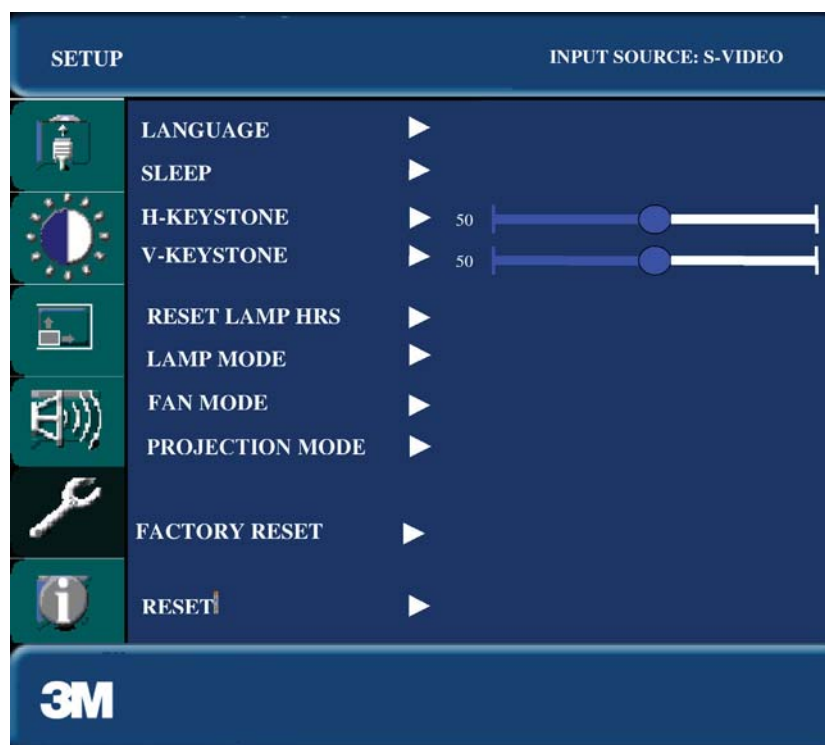 SETUP INPUT SOURCE: S-VIDEO
LANGUAGE
SLEEP
H-KEYSTONE 50
V-KEYSTONE 50
RESET LAMP HRS
LAMP MODE
FAN MODE
PROJECTION MODE
FACTORY RESET
RESET
3M